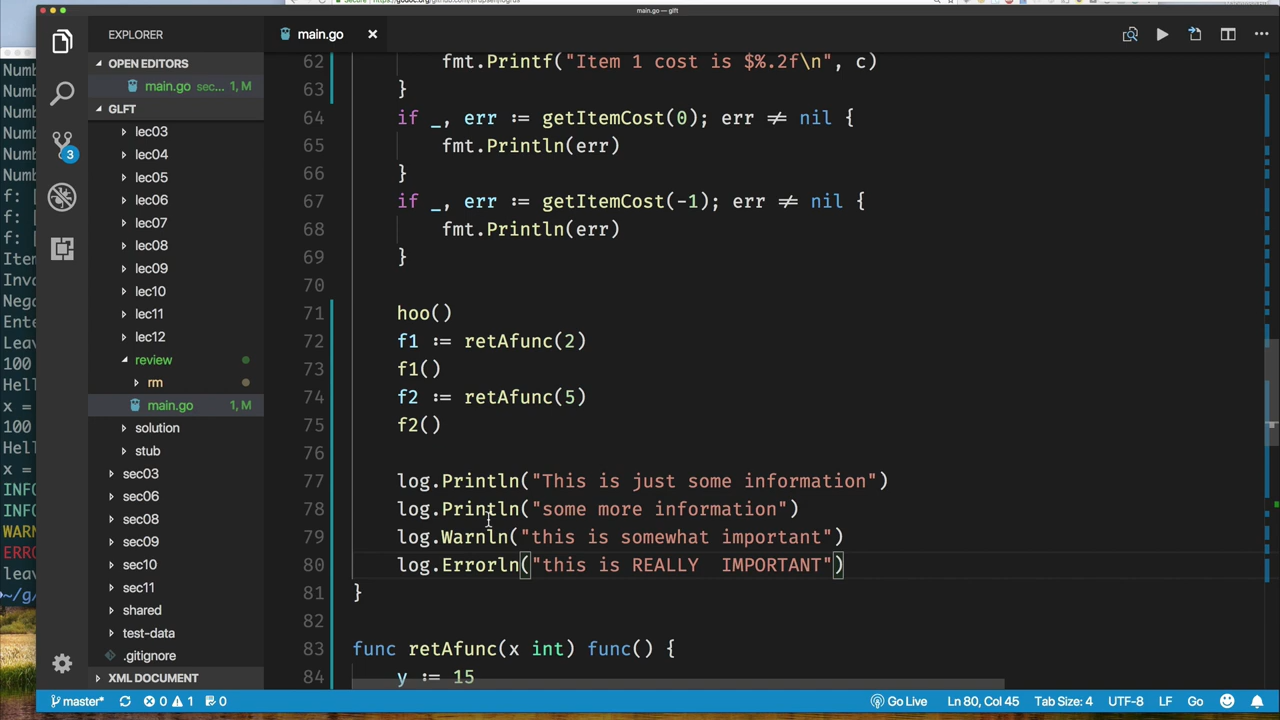 main.go — glft
EXPLORER
main.go
OPEN EDITORS
main.go sec... 1, M
GLFT
lec03
lec04
lec05
lec06
lec07
lec08
lec09
lec10
lec11
lec12
review
rm
main.go 1, M
solution
stub
sec03
sec06
sec08
sec09
sec10
sec11
shared
test-data
.gitignore
XML DOCUMENT
3
62 fmt.Printf("Item 1 cost is $%.2f\n", c)
63 }
64 if _, err := getItemCost(0); err ≠ nil {
65 fmt.Println(err)
66 }
67 if _, err := getItemCost(-1); err ≠ nil {
68 fmt.Println(err)
69 }
70
71 hoo()
72 f1 := retAfunc(2)
73 f1()
74 f2 := retAfunc(5)
75 f2()
76
77 log.Println("This is just some information")
78 log.Println("some more information")
79 log.Warnln("this is somewhat important")
80 log.Errorln("this is REALLY  IMPORTANT")
81 }
82
83 func retAfunc(x int) func() {
84 y := 15
Numb
Numb
Numb
Numb
Numb
Numb
f: [
f: [
f: [
Item
Inva
Nega
Ente
Leav
100
Hell
x =
100
Hell
x =
INFO
INFO
WARN
ERRO
leav
~/g/
master* 0 1 0
Go Live Ln 80, Col 45 Tab Size: 4 UTF-8 LF Go 1